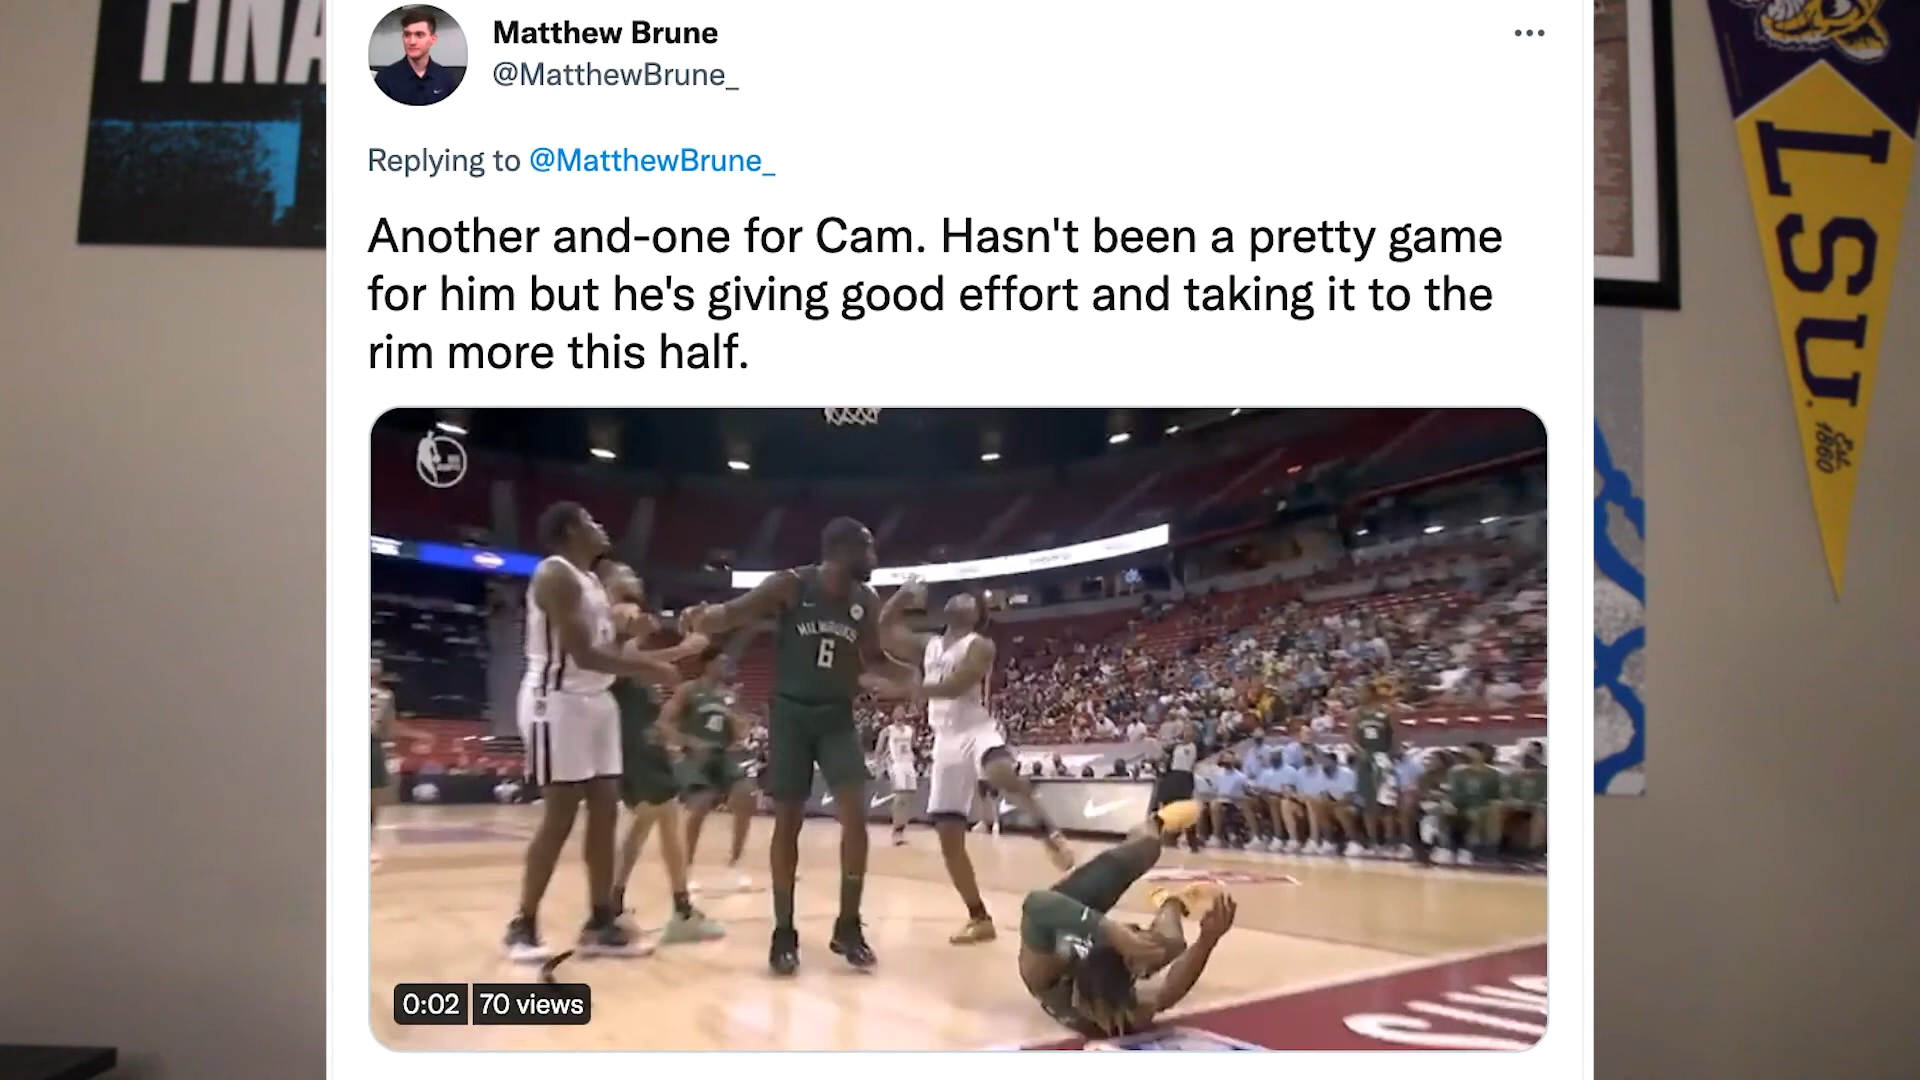 FINA
Matthew Brune
@MatthewBrune_
Replying to @MatthewBrune_
Another and-one for Cam. Hasn't been a pretty game
for him but he's giving good effort and taking it to the
rim more this half.
MILWAUKEE
6
0:02 70 views
LSU
Est.
1860